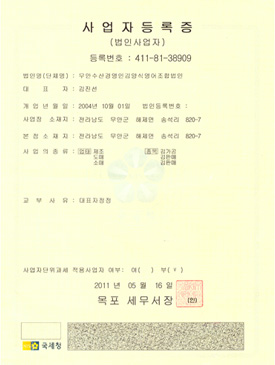 사 업 자 등 록 증
(법인사업자)
등록번호 : 411-81-38909
법인명(단체명) : 무안수산경영인김양식영어조합법인
대 표 자 : 김진선
개 업 년 월 일 : 2004년 10월 01일 법인등록번호 :
사업장 소재지 : 전라남도 무안군 해제면 송석리 820-7
본점 소재지 : 전라남도 무안군 해제면 송석리 820-7
사 업 의 종 류 : 업태 제조 종목 김가공
도매 김판매
소매 김판매
교 부 사 유 : 대표자정정
사업자단위과세 적용사업자 여부: 여( ) 부( )
2011 년 05 월 16 일
목포 세무서장
(인)
국세청